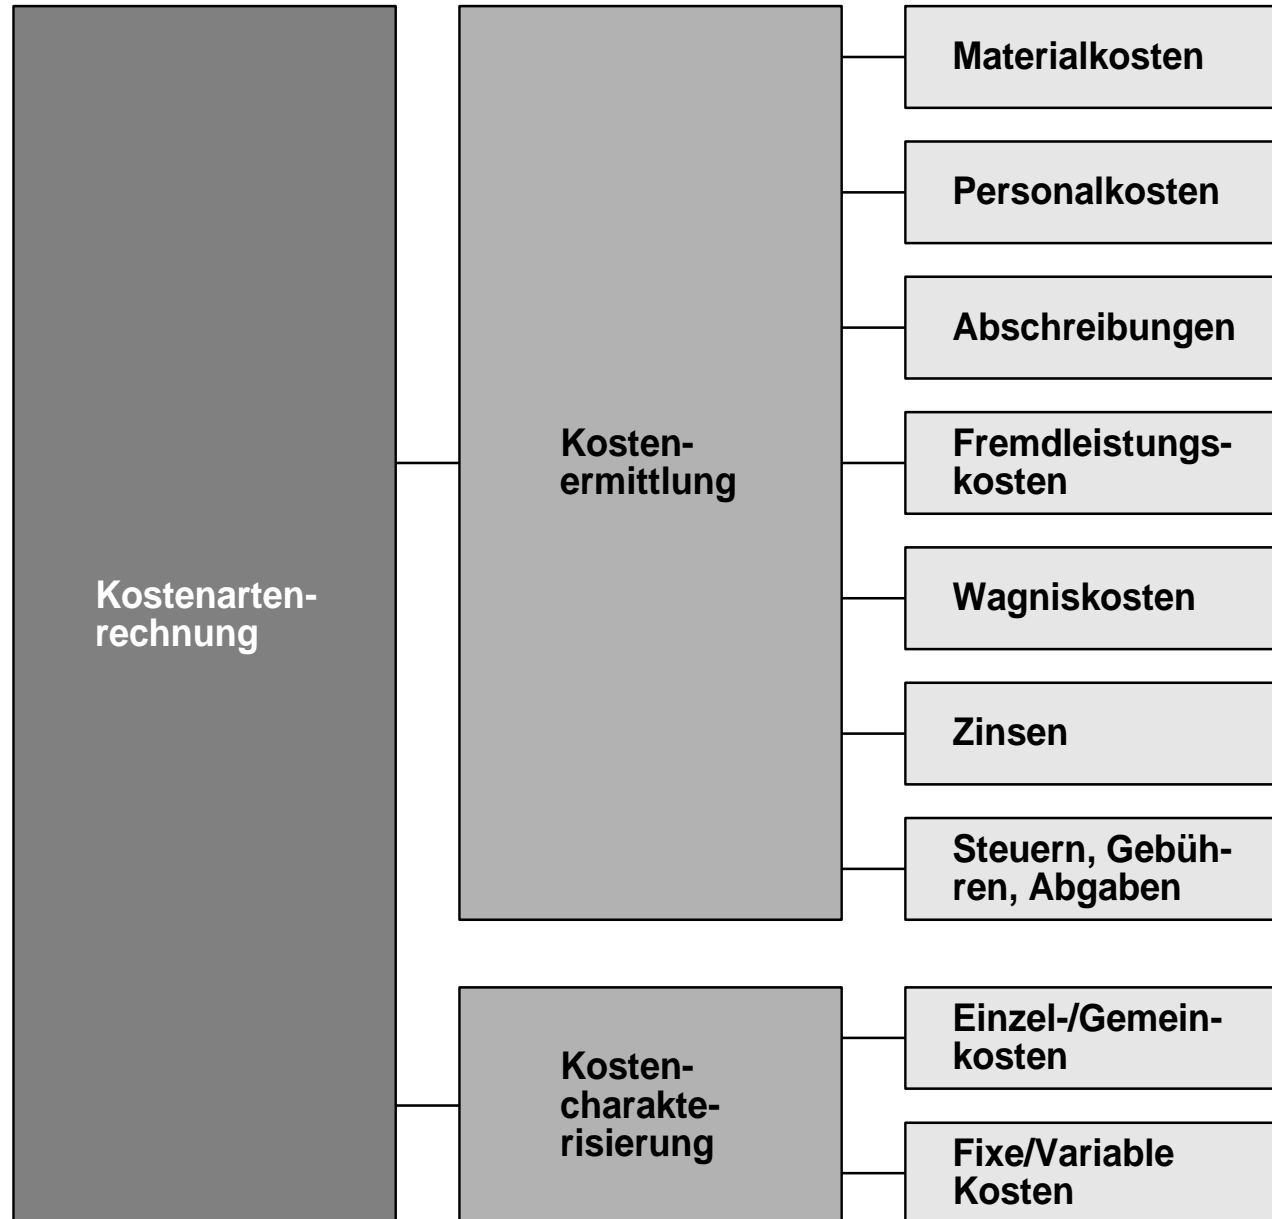 Kostenarten-
rechnung
Kosten-
ermittlung
Materialkosten
Personalkosten
Abschreibungen
Fremdleistungs-
kosten
Wagniskosten
Zinsen
Steuern, Gebüh-
ren, Abgaben
Kosten-
charakte-
risierung
Einzel-/Gemein-
kosten
Fixe/Variable
Kosten